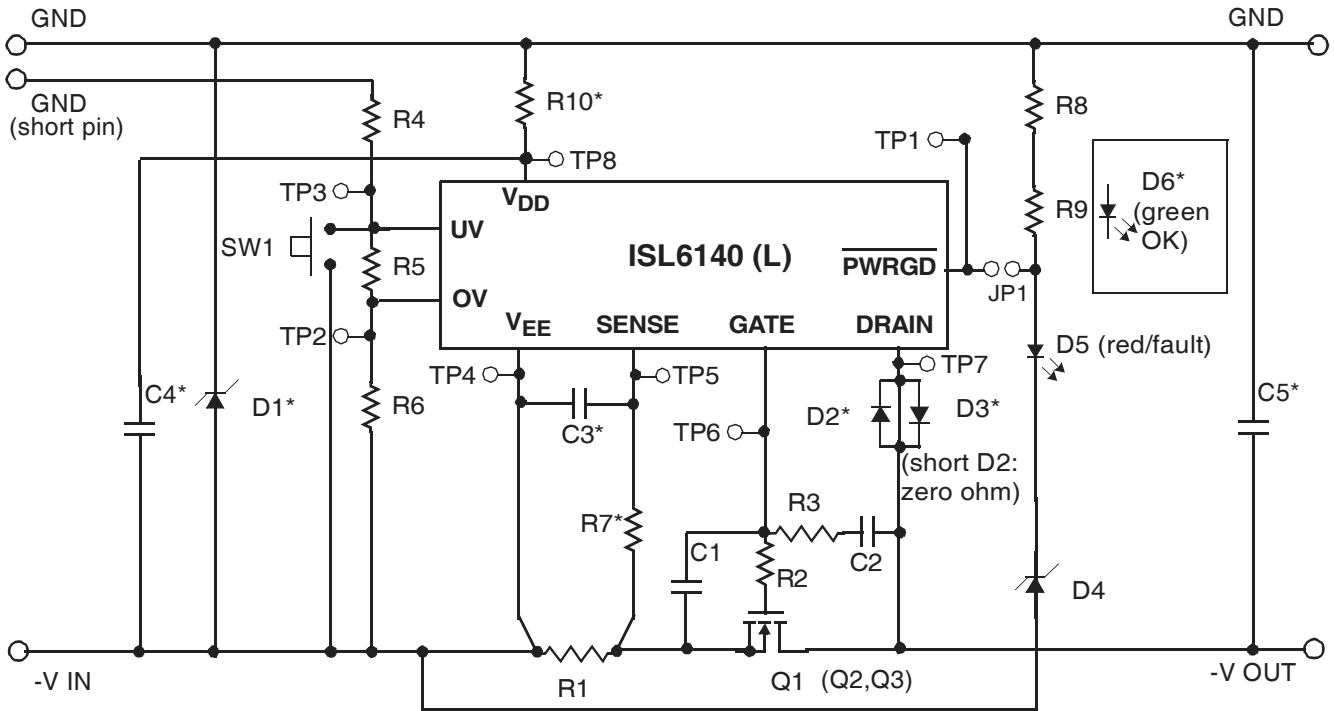 GND
GND
GND
(short pin)
R4
R10*
R8
TP1
TP8
TP3
VDD
D6*
(green
OK)
R9
SW1
UV
R5
ISL6140 (L)
PWRGD
JP1
OV
TP2
VEE
SENSE
GATE
DRAIN
D5 (red/fault)
TP4
TP5
TP7
C4*
D1*
R6
C3*
TP6
D2*
D3*
C5*
(short D2:
zero ohm)
R3
R7*
C1
R2
C2
D4
-V IN
R1
Q1 (Q2,Q3)
-V OUT